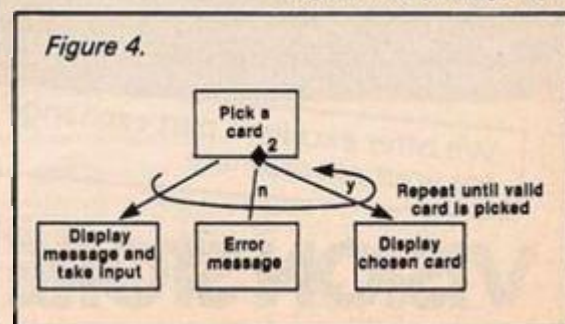 Figure 4.
Pick a
card
2
n
y
Repeat until valid
card is picked
Display
message and
take input
Error
message
Display
chosen card